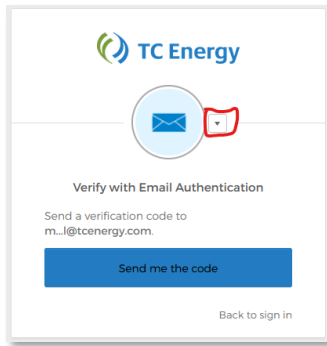 TC Energy
Verify with Email Authentication
Send a verification code to
m...l@tcenergy.com.
Send me the code
Back to sign in